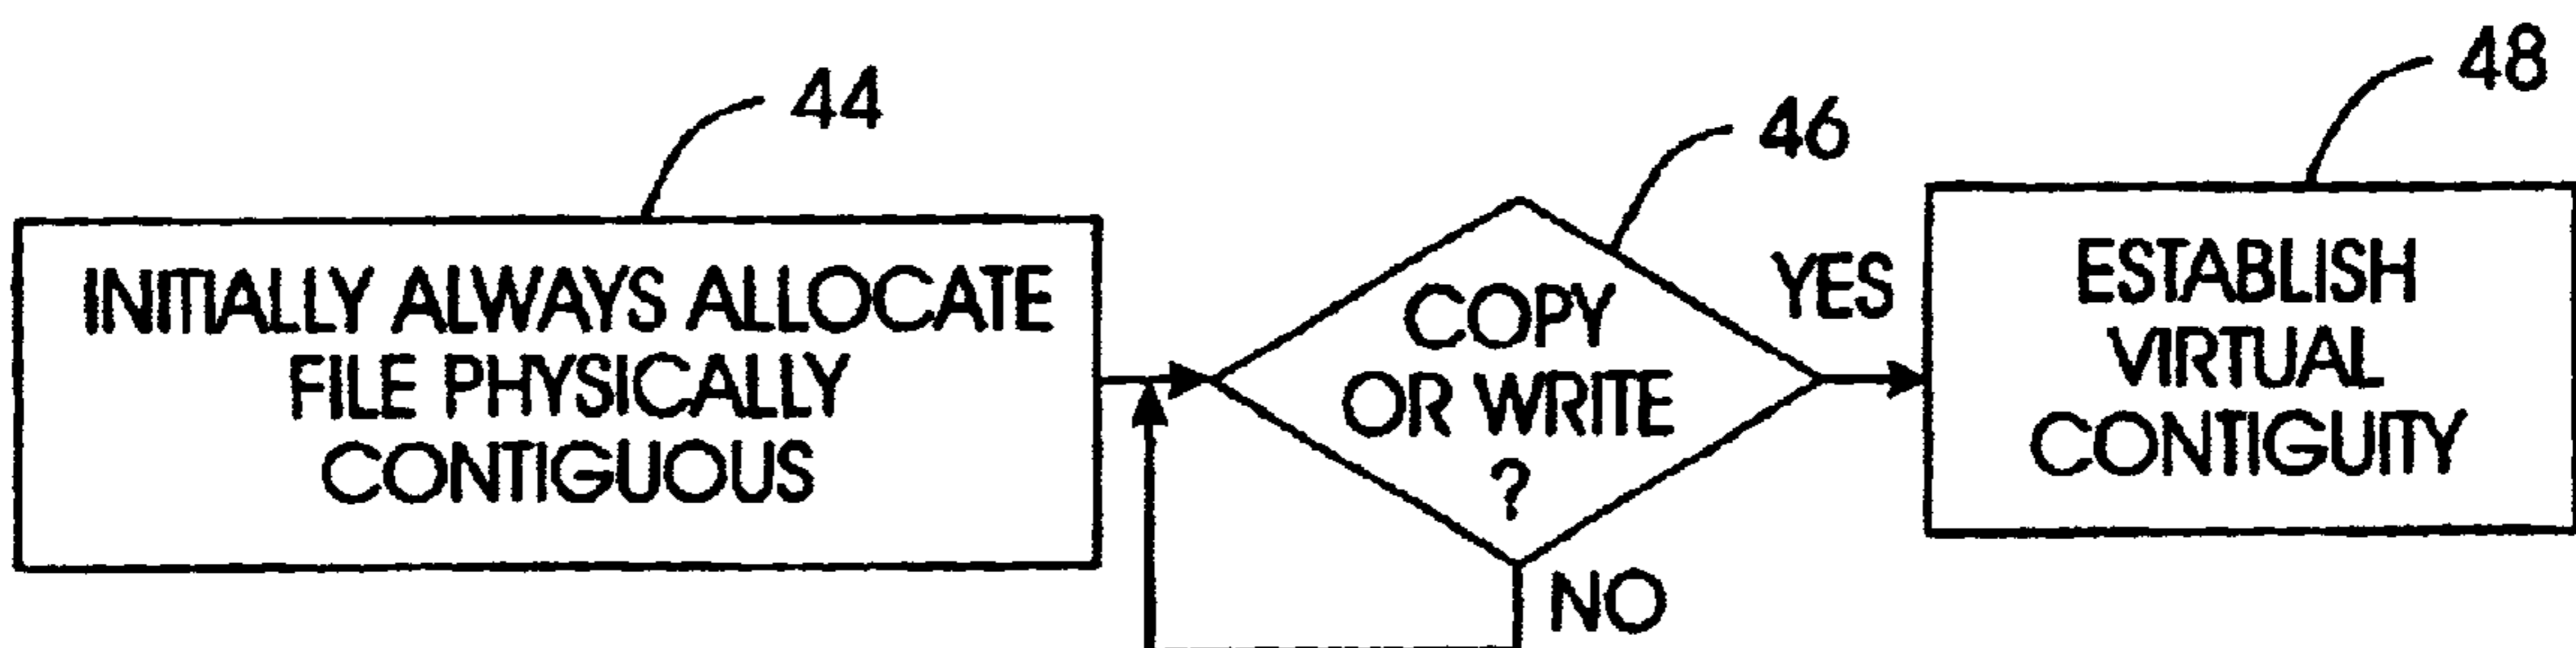 44
INITIALLY ALWAYS ALLOCATE
FILE PHYSICALLY
CONTIGUOUS
46
COPY
OR WRITE
?
YES
NO
48
ESTABLISH
VIRTUAL
CONTIGUITY